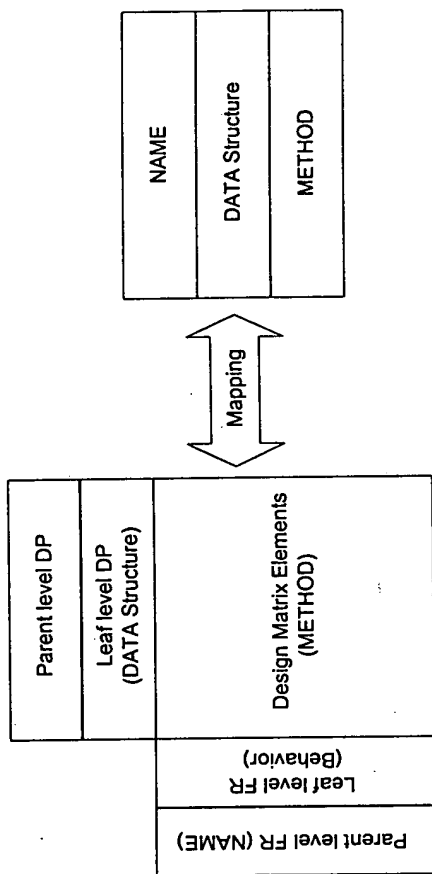 Parent level DP
Leaf level DP
(DATA Structure)
Parent level FR (NAME)
Leaf level FR
(Behavior)
Design Matrix Elements
(METHOD)
Mapping
NAME
DATA Structure
METHOD